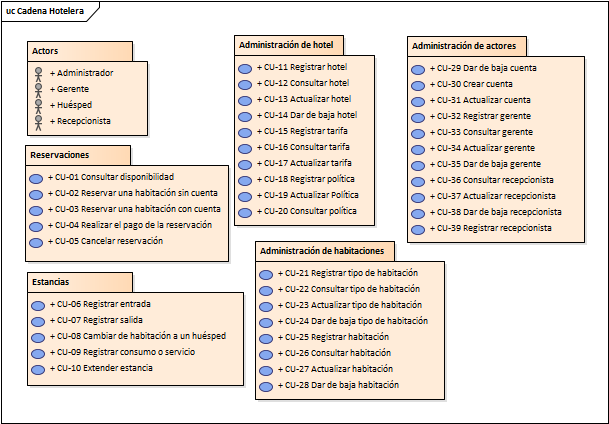 uc Cadena Hotelera
Actors
+ Administrador
+ Gerente
+ Huésped
+ Recepcionista
Reservaciones
+ CU-01 Consultar disponibilidad
+ CU-02 Reservar una habitación sin cuenta
+ CU-03 Reservar una habitación con cuenta
+ CU-04 Realizar el pago de la reservación
+ CU-05 Cancelar reservación
Estancias
+ CU-06 Registrar entrada
+ CU-07 Registrar salida
+ CU-08 Cambiar de habitación a un huésped
+ CU-09 Registrar consumo o servicio
+ CU-10 Extender estancia
Administración de hotel
+ CU-11 Registrar hotel
+ CU-12 Consultar hotel
+ CU-13 Actualizar hotel
+ CU-14 Dar de baja hotel
+ CU-15 Registrar tarifa
+ CU-16 Consultar tarifa
+ CU-17 Actualizar tarifa
+ CU-18 Registrar política
+ CU-19 Actualizar Política
+ CU-20 Consultar política
Administración de habitaciones
+ CU-21 Registrar tipo de habitación
+ CU-22 Consultar tipo de habitación
+ CU-23 Actualizar tipo de habitación
+ CU-24 Dar de baja tipo de habitación
+ CU-25 Registrar habitación
+ CU-26 Consultar habitación
+ CU-27 Actualizar habitación
+ CU-28 Dar de baja habitación
Administración de actores
+ CU-29 Dar de baja cuenta
+ CU-30 Crear cuenta
+ CU-31 Actualizar cuenta
+ CU-32 Registrar gerente
+ CU-33 Consultar gerente
+ CU-34 Actualizar gerente
+ CU-35 Dar de baja gerente
+ CU-36 Consultar recepcionista
+ CU-37 Actualizar recepcionista
+ CU-38 Dar de baja recepcionista
+ CU-39 Registrar recepcionista